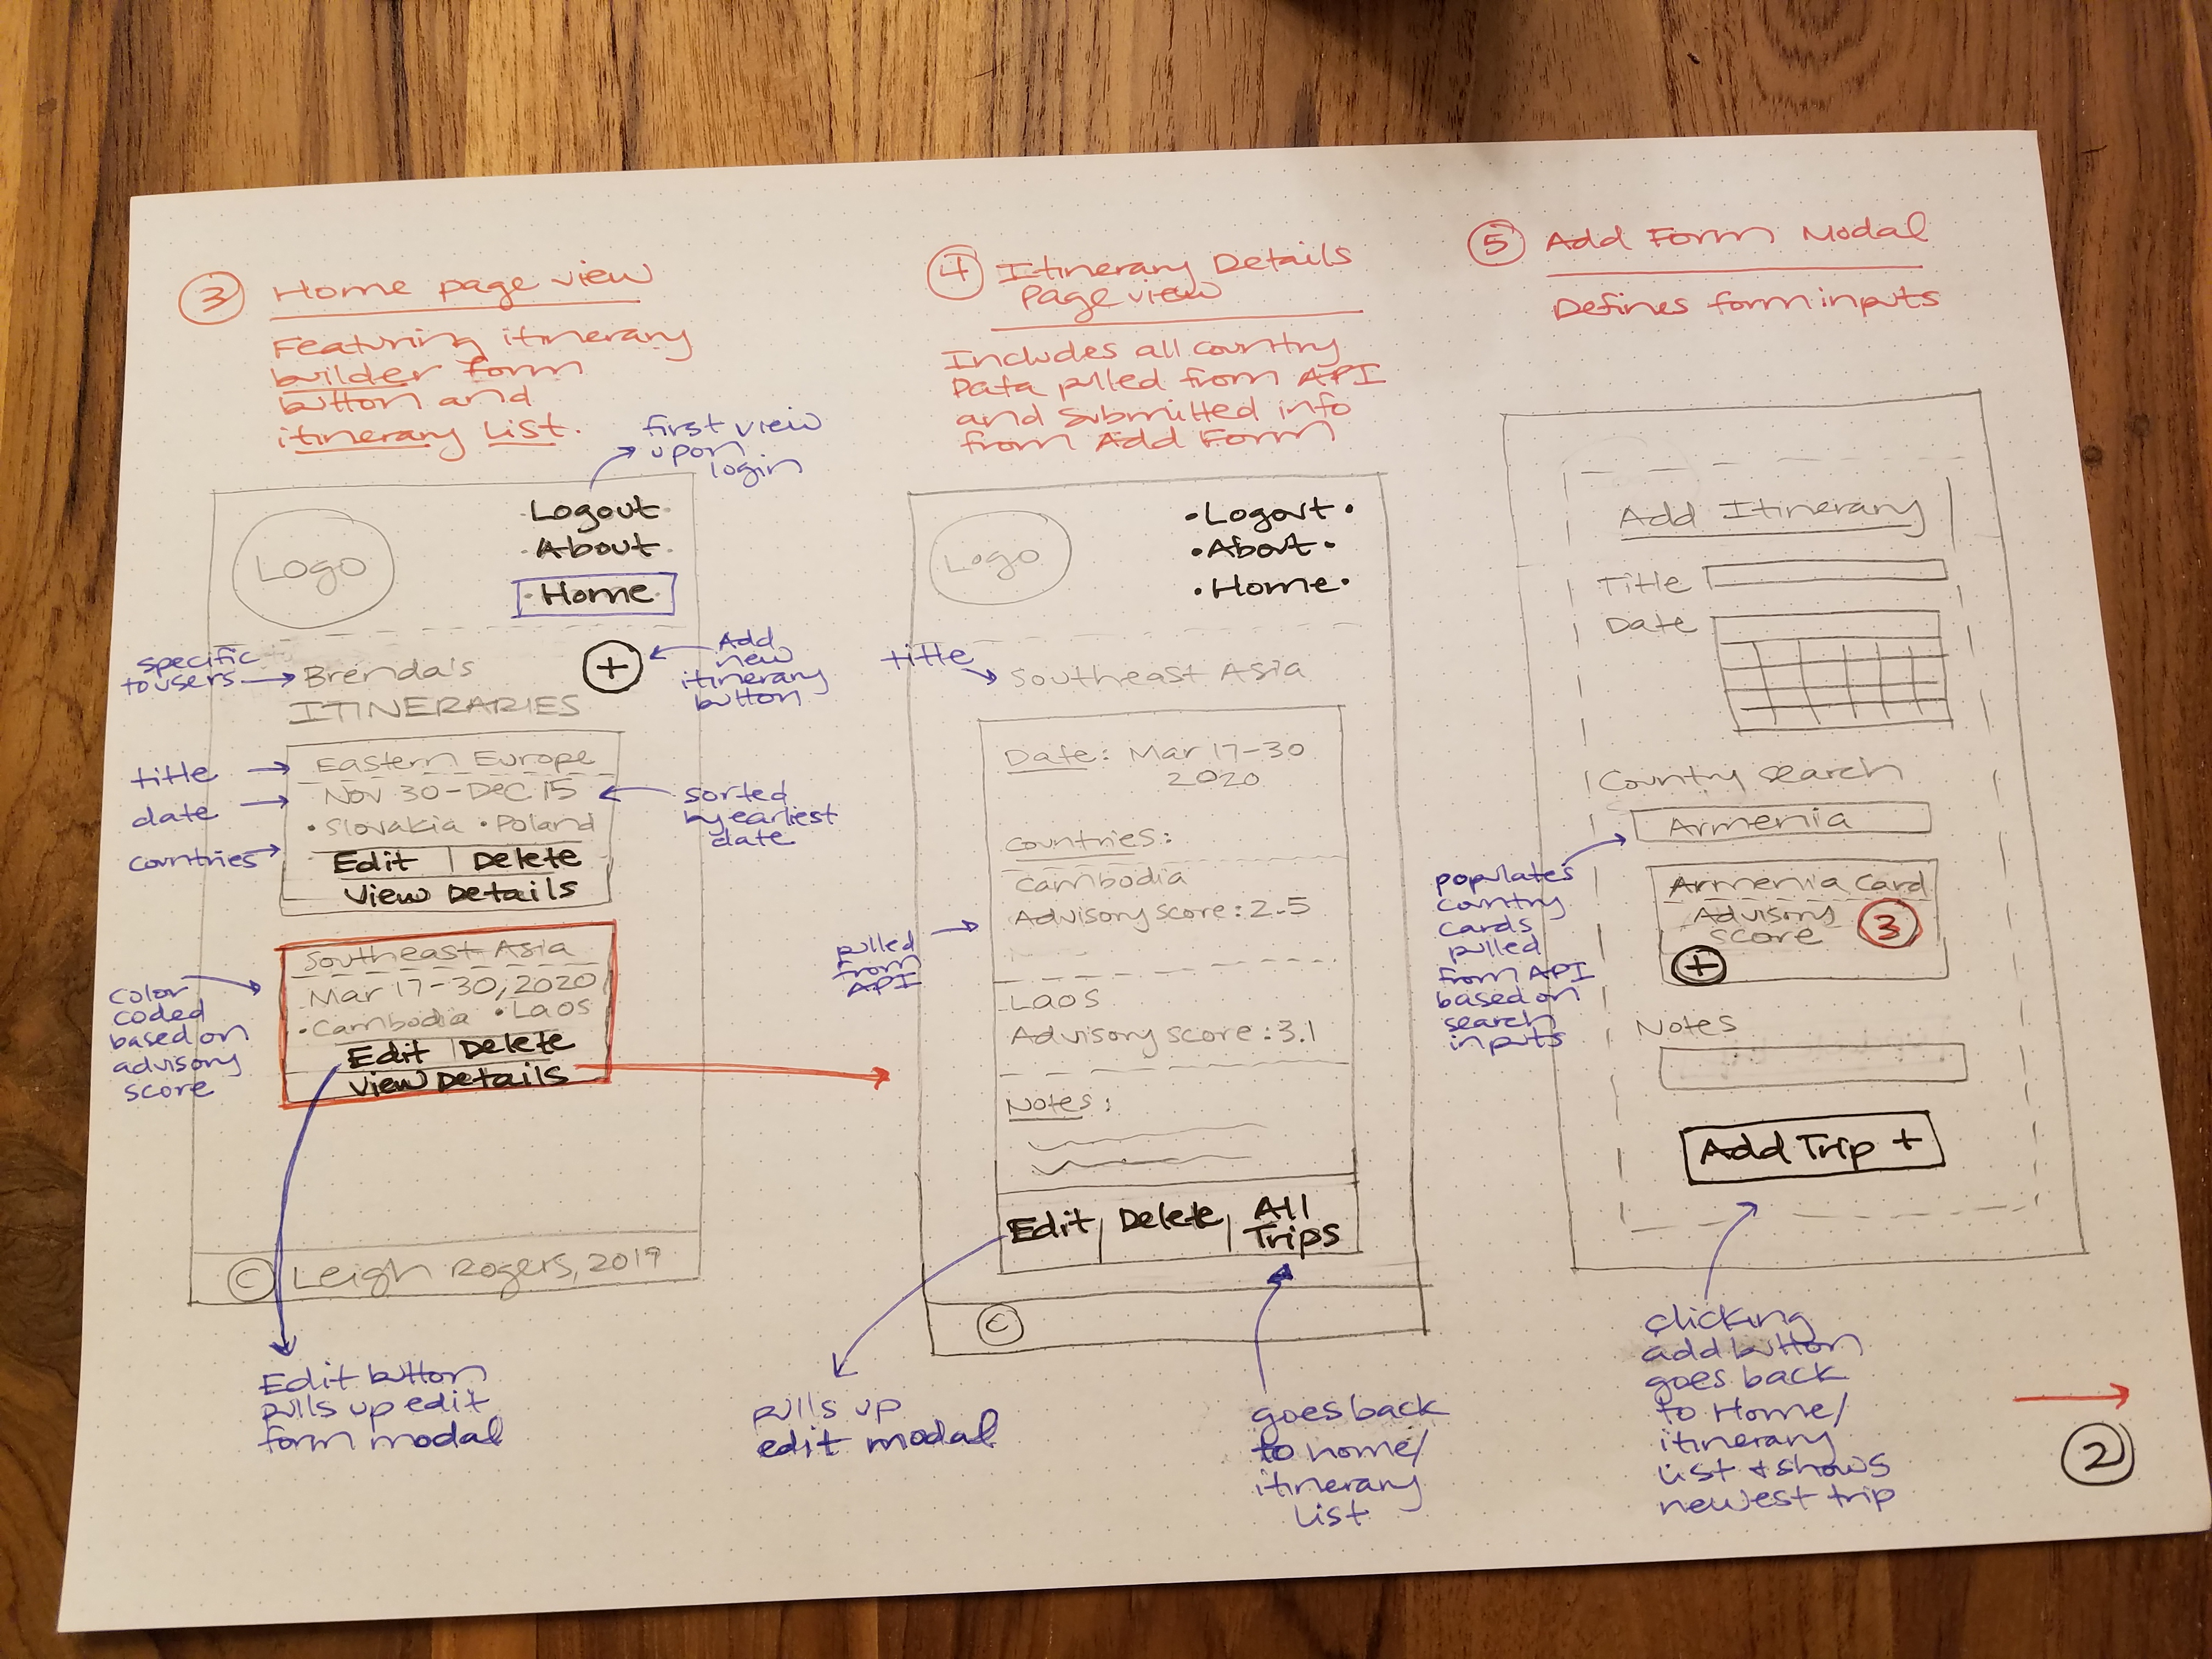 ③ Home page view
Featuring itinerary
builder form
button and
itinerary list.
first view
upon
login
Logo
·Logout·
·About·
·Home·
specific
to users
Brenda's
ITINERARIES
+
Add
new
itinerary
button
title
date
countries
Eastern Europe
Nov 30-Dec 15
·Slovakia ·Poland
Edit | Delete
View Details
sorted
by earliest
date
color
coded
based on
advisory
score
Southeast Asia
Mar 17-30, 2020
·Cambodia ·Laos
Edit | Delete
View Details
© Leigh Rogers, 2019
Edit button
pulls up edit
form modal
④ Itinerary Details
Page view
Includes all country
Data pulled from API
and submitted info
from Add Form
Logo
·Logout·
·About·
·Home·
title
Southeast Asia
Date: Mar 17-30
2020
Countries:
Cambodia
Advisory score: 2.5
pulled
from
API
Laos
Advisory score: 3.1
Notes:
Edit | Delete | All
Trips
©
pulls up
edit modal
goes back
to home/
itinerary
list
⑤ Add Form Modal
Defines form inputs
Add Itinerary
Title
Date
Country Search
Armenia
populates
country
cards
pulled
from API
based on
search
inputs
Armenia Card
Advisory
score
3
+
Notes
Add Trip +
clicking
add button
goes back
to Home/
itinerary
list + shows
newest trip
②